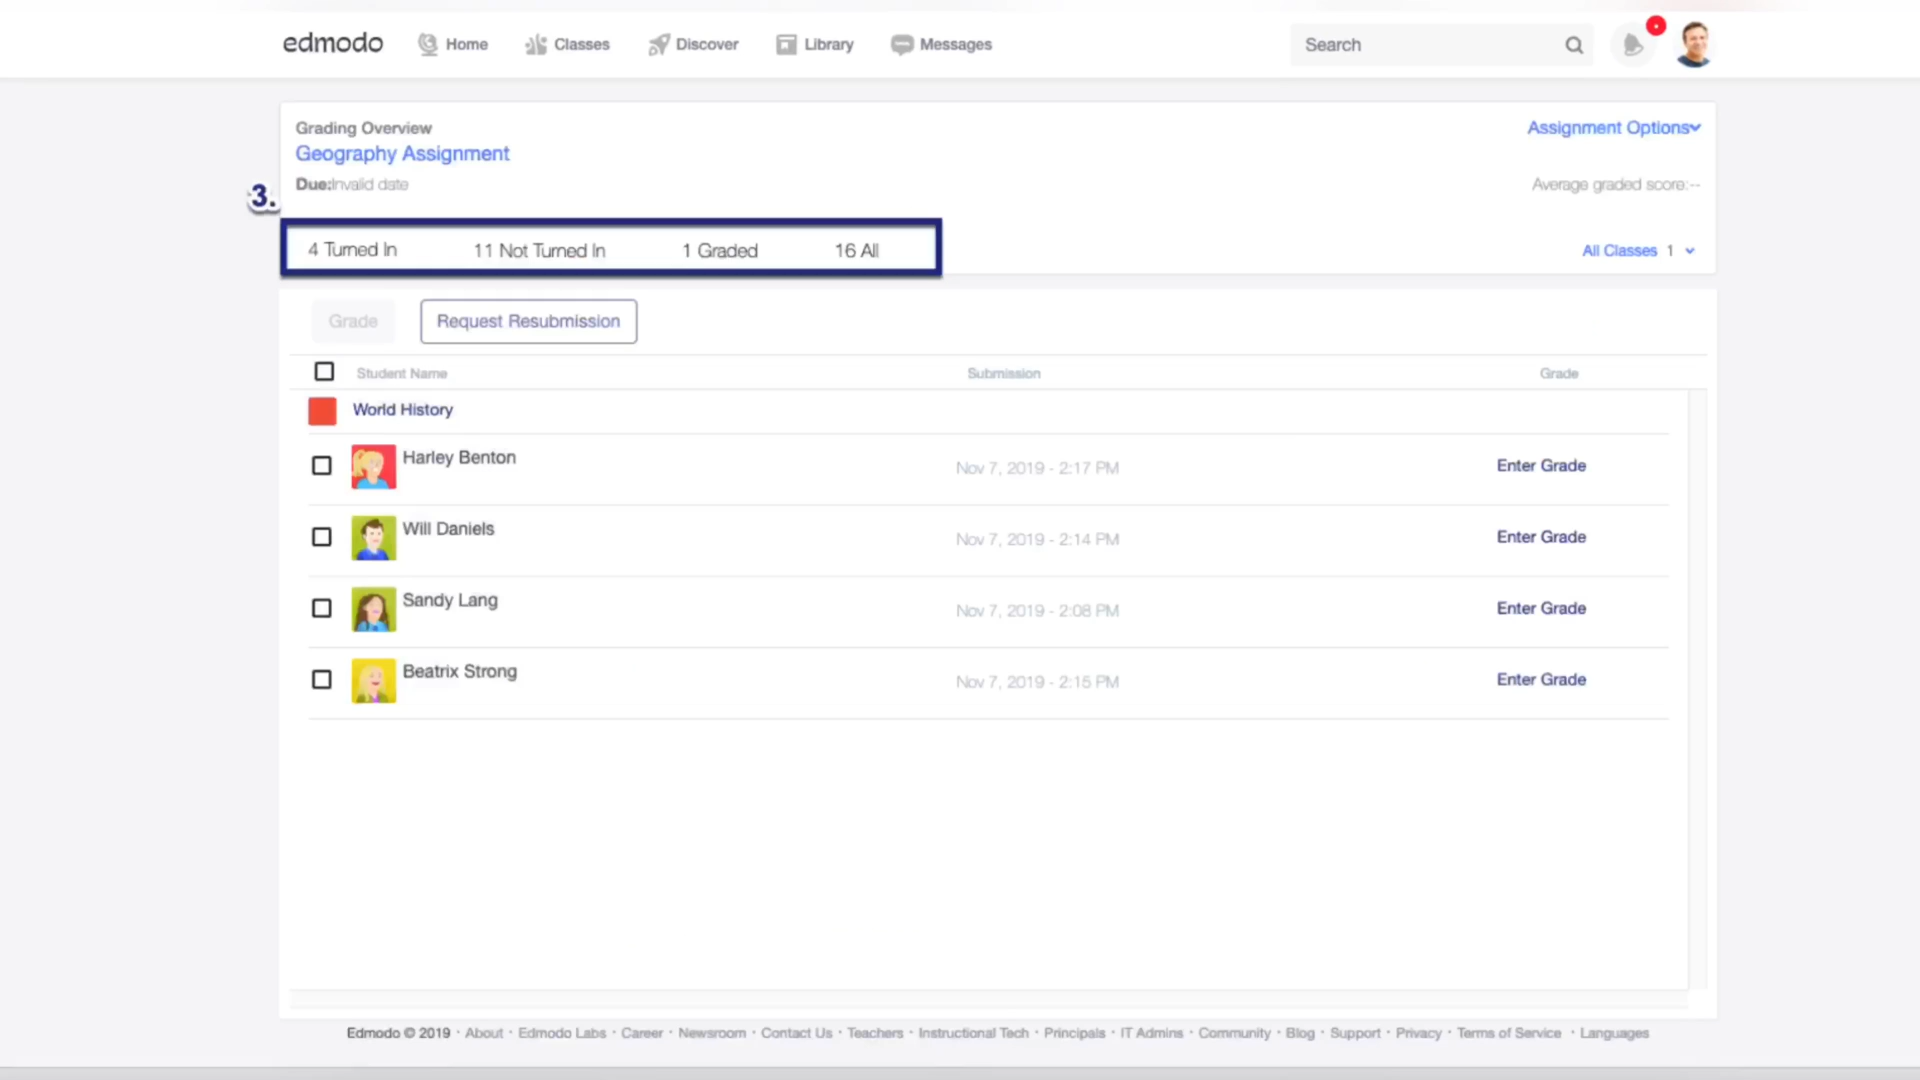 edmodo Home Classes Discover Library Messages Search
Grading Overview Assignment Options
Geography Assignment
Due:Invalid date Average graded score:--
3.
4 Turned In 11 Not Turned In 1 Graded 16 All All Classes 1
Grade Request Resubmission
Student Name Submission Grade
World History
Harley Benton Nov 7, 2019 - 2:17 PM Enter Grade
Will Daniels Nov 7, 2019 - 2:14 PM Enter Grade
Sandy Lang Nov 7, 2019 - 2:08 PM Enter Grade
Beatrix Strong Nov 7, 2019 - 2:15 PM Enter Grade
Edmodo © 2019 · About · Edmodo Labs · Career · Newsroom · Contact Us · Teachers · Instructional Tech · Principals · IT Admins · Community · Blog · Support · Privacy · Terms of Service · Languages